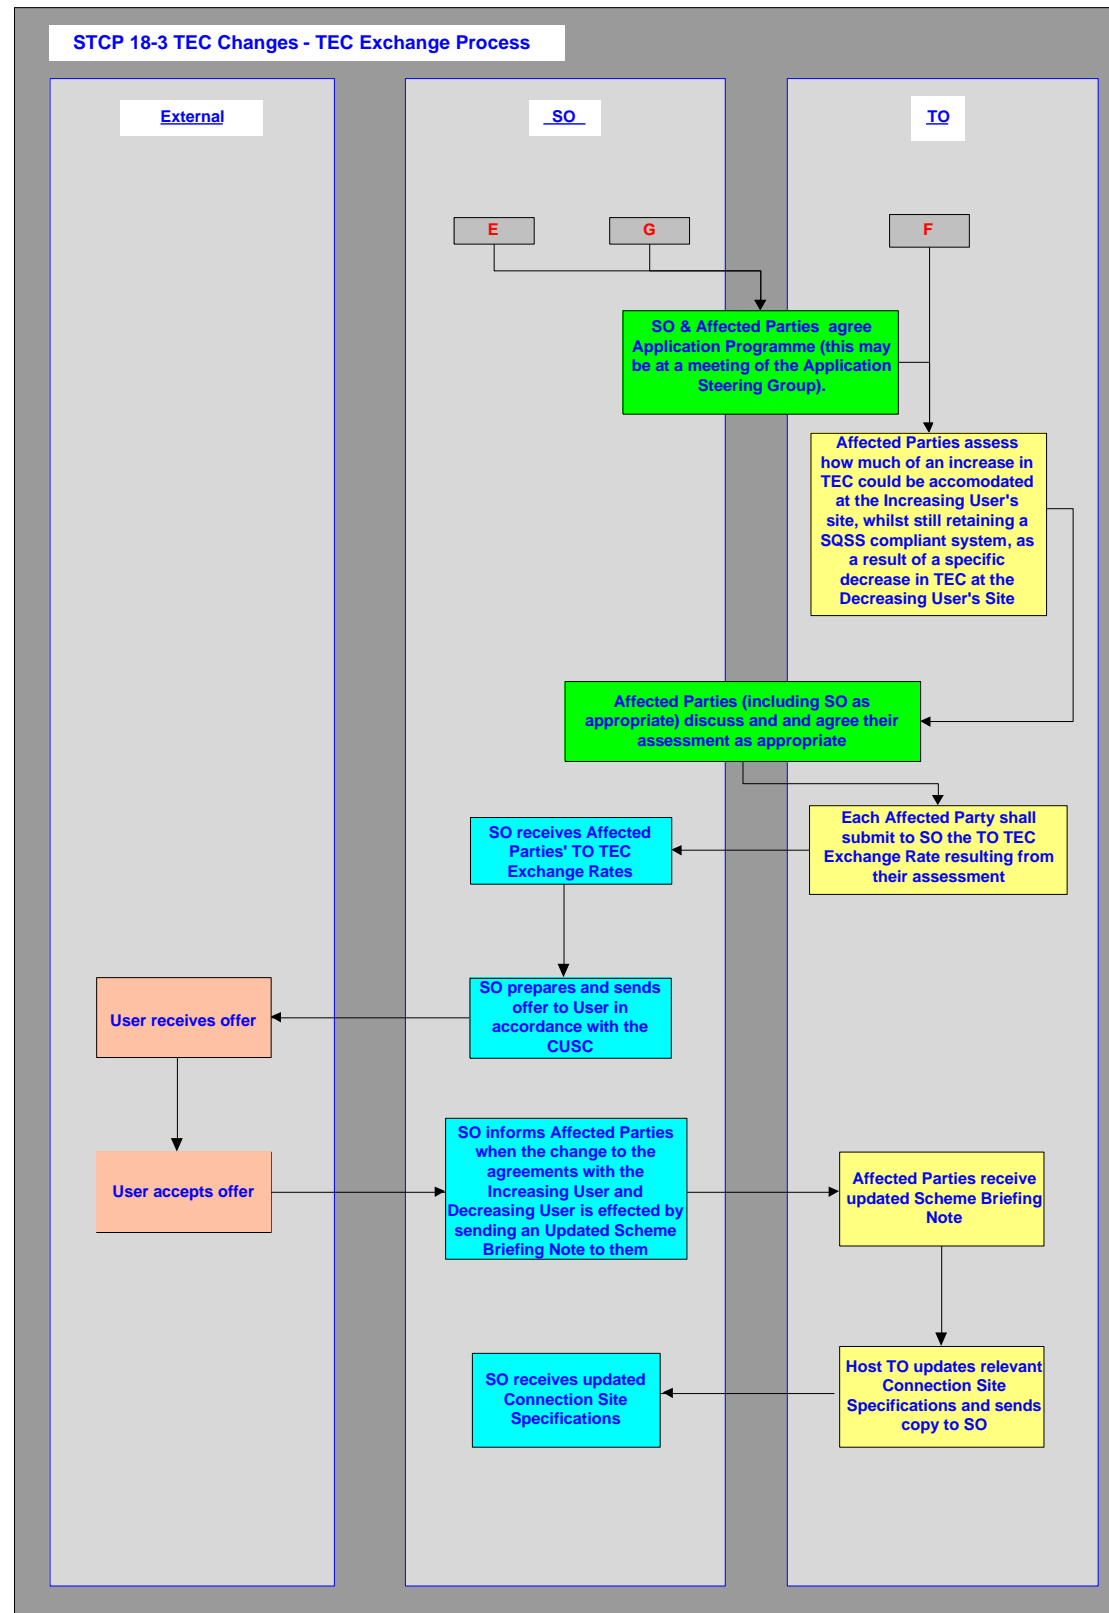 STCP 18-3 TEC Changes - TEC Exchange Process
External
SO
TO
E
G
F
SO & Affected Parties agree
Application Programme (this may
be at a meeting of the Application
Steering Group).
Affected Parties assess
how much of an increase in
TEC could be accomodated
at the Increasing User's
site, whilst still retaining a
SQSS compliant system, as
a result of a specific
decrease in TEC at the
Decreasing User's Site
Affected Parties (including SO as
appropriate) discuss and and agree their
assessment as appropriate
Each Affected Party shall
submit to SO the TO TEC
Exchange Rate resulting from
their assessment
SO receives Affected
Parties' TO TEC
Exchange Rates
SO prepares and sends
offer to User in
accordance with the
CUSC
User receives offer
User accepts offer
SO informs Affected Parties
when the change to the
agreements with the
Increasing User and
Decreasing User is effected by
sending an Updated Scheme
Briefing Note to them
Affected Parties receive
updated Scheme Briefing
Note
Host TO updates relevant
Connection Site
Specifications and sends
copy to SO
SO receives updated
Connection Site
Specifications